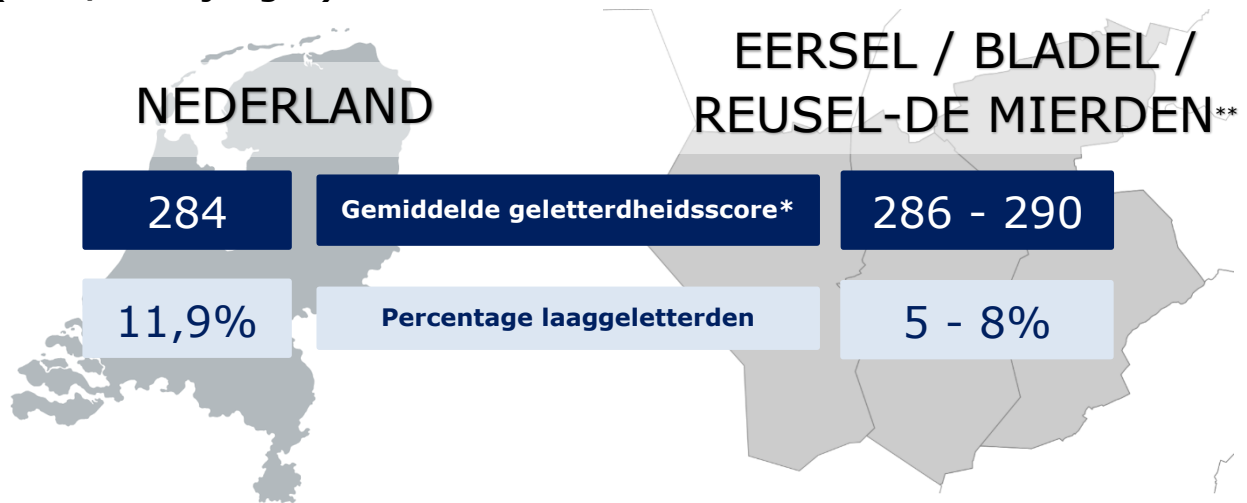 NEDERLAND
EERSEL / BLADEL /
REUSEL-DE MIERDEN**
284
Gemiddelde geletterdheidsscore*
286 - 290
11,9%
Percentage laaggeletterden
5 - 8%